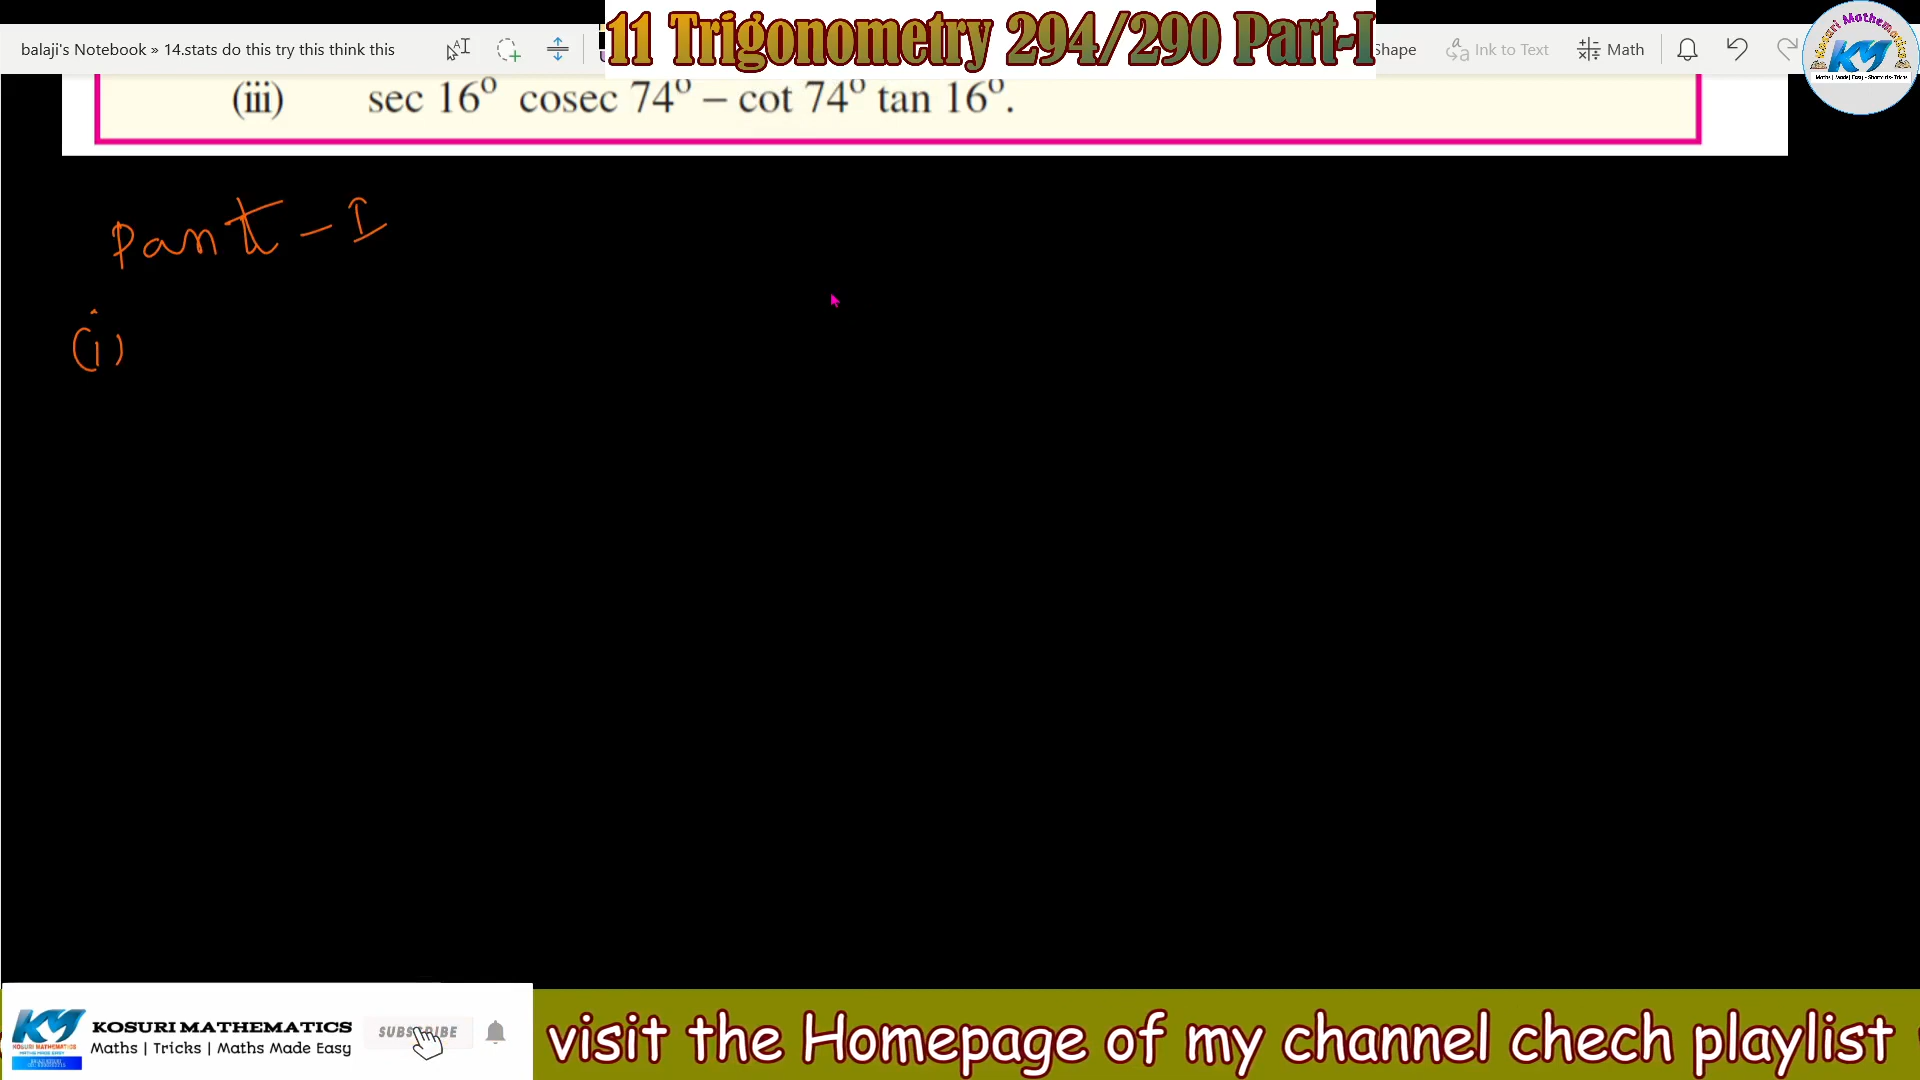 11 Trigonometry 294/290 Part-I
balaji's Notebook » 14.stats do this try this think this
Shape
Ink to Text
Math
(iii) sec 16° cosec 74° – cot 74° tan 16°.
Part - I
(i)
KOSURI MATHEMATICS
Maths | Tricks | Maths Made Easy
SUBSCRIBE
visit the Homepage of my channel chech playlist